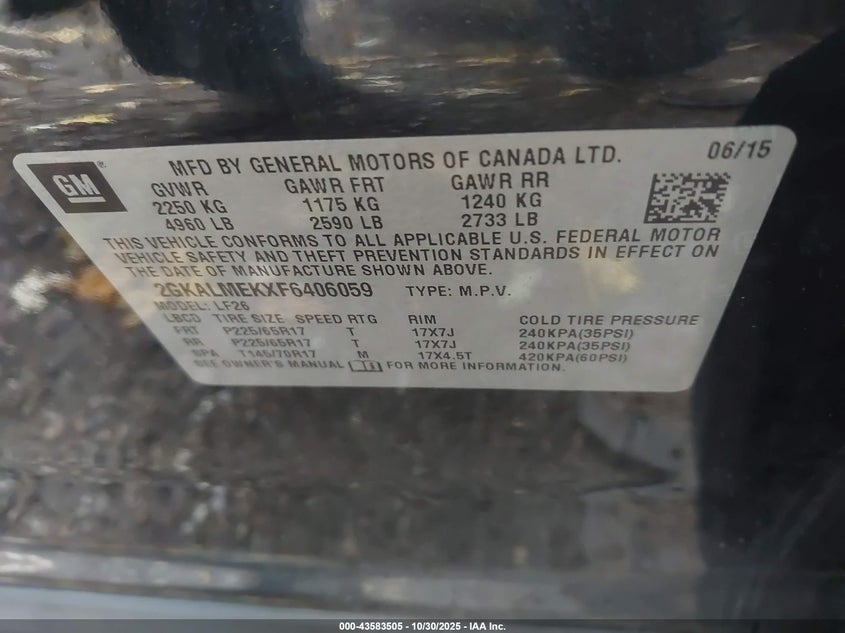 GM ® MFD BY GENERAL MOTORS OF CANADA LTD. 06/15
GVWR GAWR FRT GAWR RR
2250 KG 1175 KG 1240 KG
4960 LB 2590 LB 2733 LB
THIS VEHICLE CONFORMS TO ALL APPLICABLE U.S. FEDERAL MOTOR
VEHICLE SAFETY AND THEFT PREVENTION STANDARDS IN EFFECT ON
THE DATE OF MANUFACTURE SHOWN ABOVE.
2GKALMEKXF6406059 TYPE: M.P.V.
MODEL: LF26
LBCD TIRE SIZE SPEED RTG RIM COLD TIRE PRESSURE
FRT P225/65R17 T 17X7J 240KPA(35PSI)
RR P225/65R17 T 17X7J 240KPA(35PSI)
SPA T145/70R17 M 17X4.5T 420KPA(60PSI)
SEE OWNER'S MANUAL FOR MORE INFORMATION.
000-43583505 - 10/30/2025 - IAA Inc.